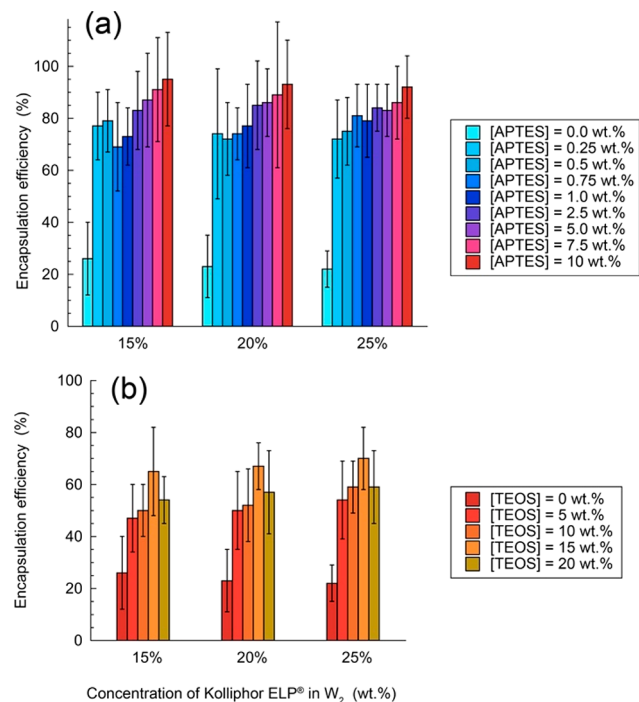 (a)
100
80
60
40
20
0
Encapsulation efficiency (%)
15%
20%
25%
[APTES] = 0.0 wt.%
[APTES] = 0.25 wt.%
[APTES] = 0.5 wt.%
[APTES] = 0.75 wt.%
[APTES] = 1.0 wt.%
[APTES] = 2.5 wt.%
[APTES] = 5.0 wt.%
[APTES] = 7.5 wt.%
[APTES] = 10 wt.%
(b)
100
80
60
40
20
0
Encapsulation efficiency (%)
15%
20%
25%
[TEOS] = 0 wt.%
[TEOS] = 5 wt.%
[TEOS] = 10 wt.%
[TEOS] = 15 wt.%
[TEOS] = 20 wt.%
Concentration of Kolliphor ELP® in W₂ (wt.%)